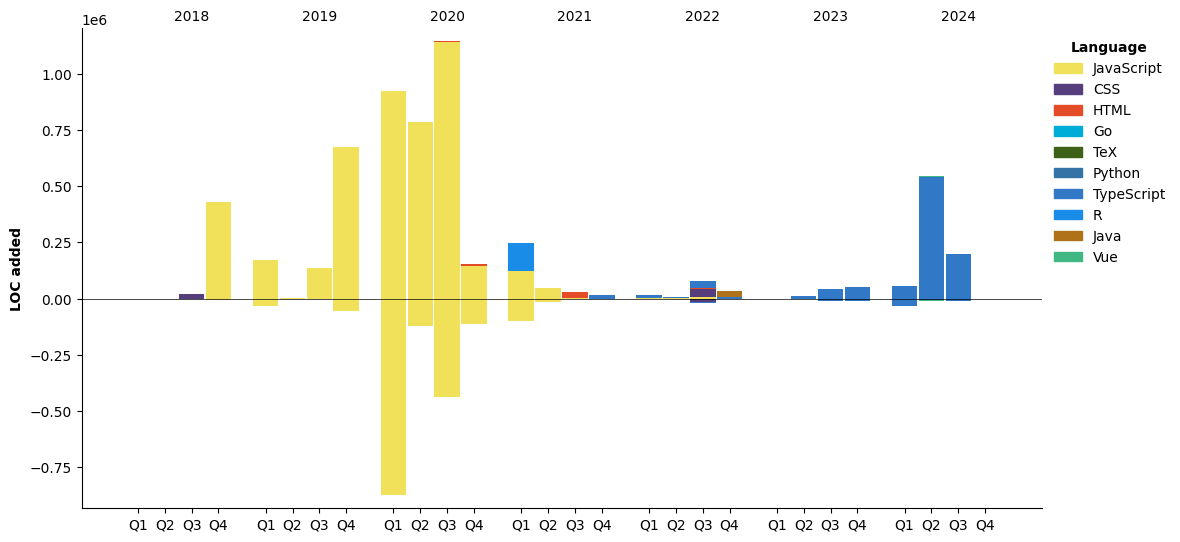 2018 2019 2020 2021 2022 2023 2024
1e6
1.00
0.75
0.50
0.25
0.00
−0.25
−0.50
−0.75
LOC added
Q1 Q2 Q3 Q4 Q1 Q2 Q3 Q4 Q1 Q2 Q3 Q4 Q1 Q2 Q3 Q4 Q1 Q2 Q3 Q4 Q1 Q2 Q3 Q4 Q1 Q2 Q3 Q4
Language
JavaScript
CSS
HTML
Go
TeX
Python
TypeScript
R
Java
Vue